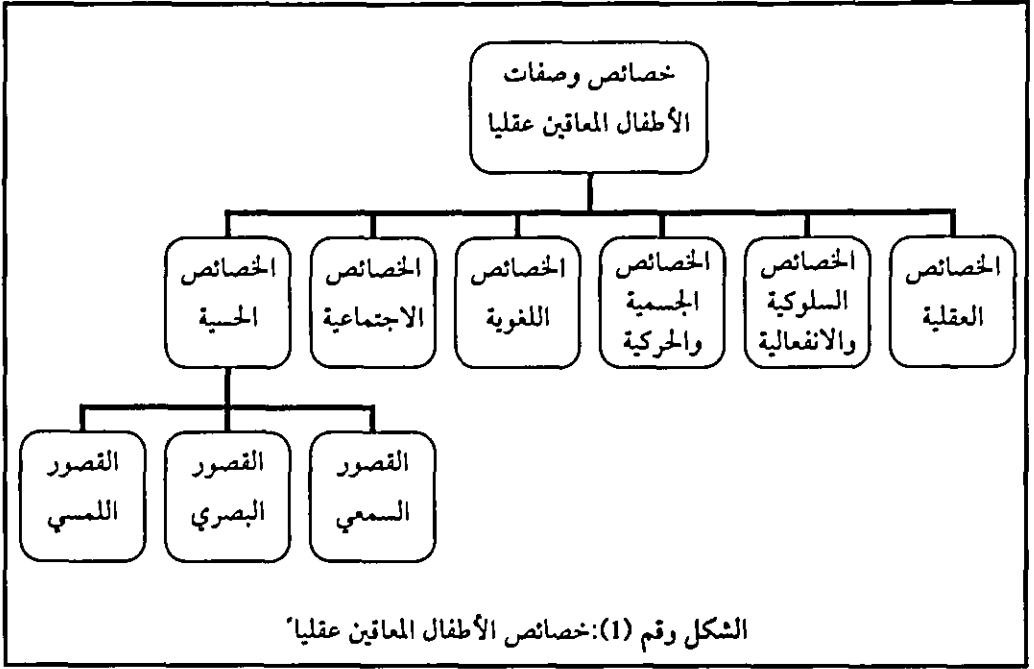 خصائص وصفات
الأطفال المعاقين عقليا
الخصائص
العقلية
الخصائص
السلوكية
والانفعالية
الخصائص
الجسمية
والحركية
الخصائص
اللغوية
الخصائص
الاجتماعية
الخصائص
الحسية
القصور
السمعي
القصور
البصري
القصور
اللمسي
الشكل رقم (1):خصائص الأطفال المعاقين عقلياً